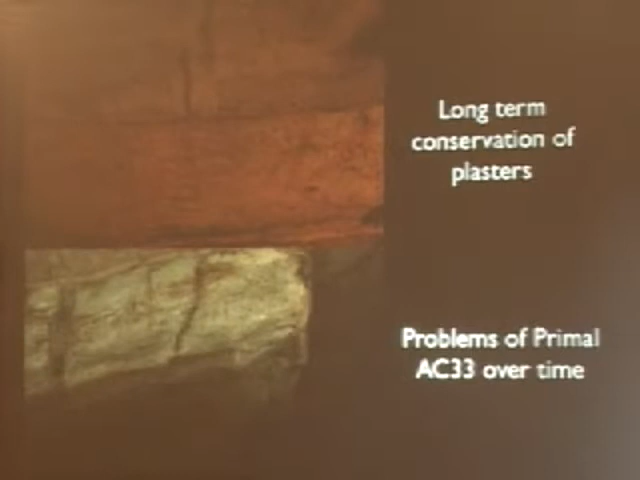 Long term
conservation of
plasters
Problems of Primal
AC33 over time